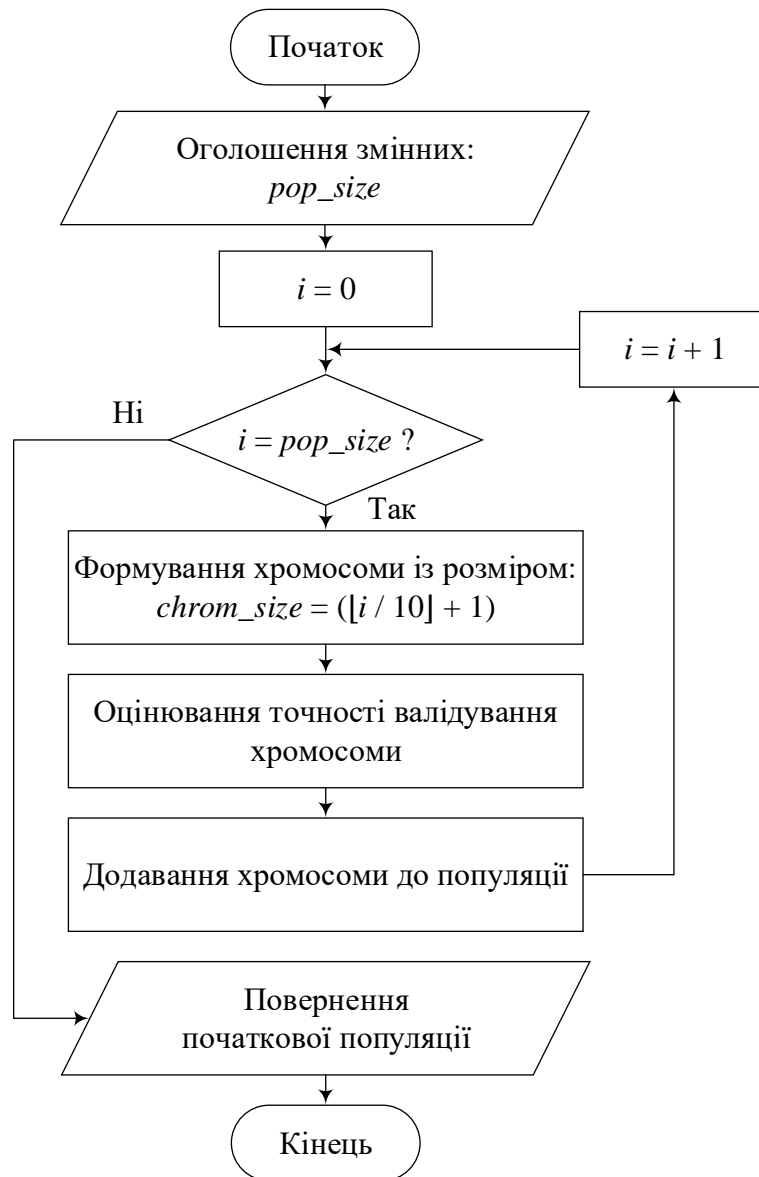 Початок
Оголошення змінних:
pop_size
i = 0
i = i + 1
Ні
i = pop_size ?
Так
Формування хромосоми із розміром:
chrom_size = (⌊i / 10⌋ + 1)
Оцінювання точності валідування
хромосоми
Додавання хромосоми до популяції
Повернення
початкової популяції
Кінець